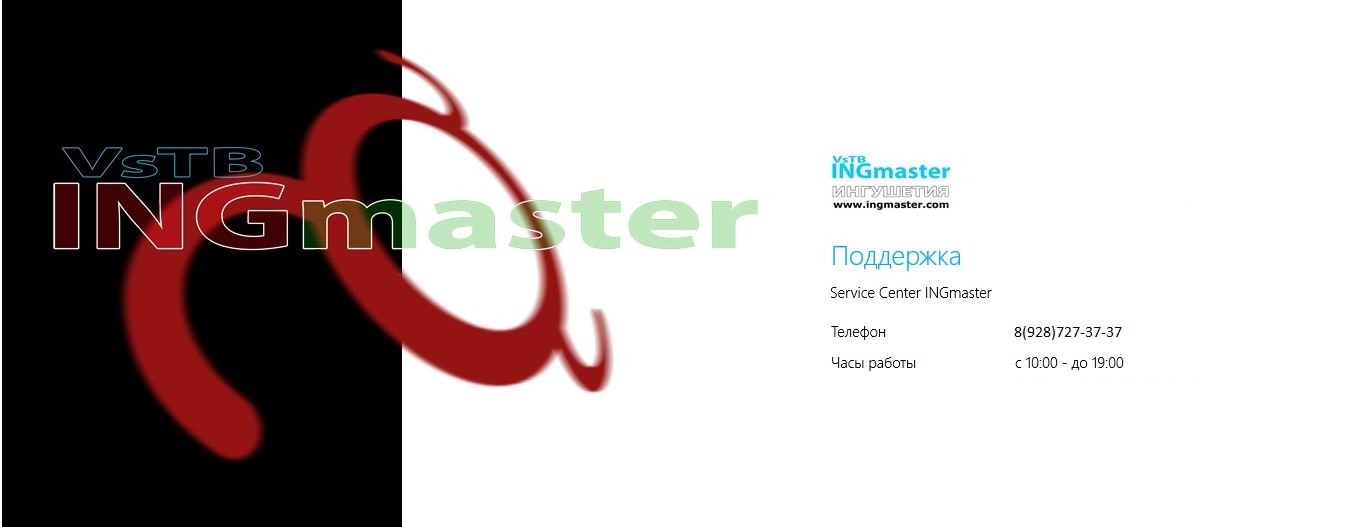 VsTB
INGmaster
VsTB
INGmaster
ИНГУШЕТИЯ
www.ingmaster.com
Поддержка
Service Center INGmaster
Телефон 8(928)727-37-37
Часы работы с 10:00 - до 19:00